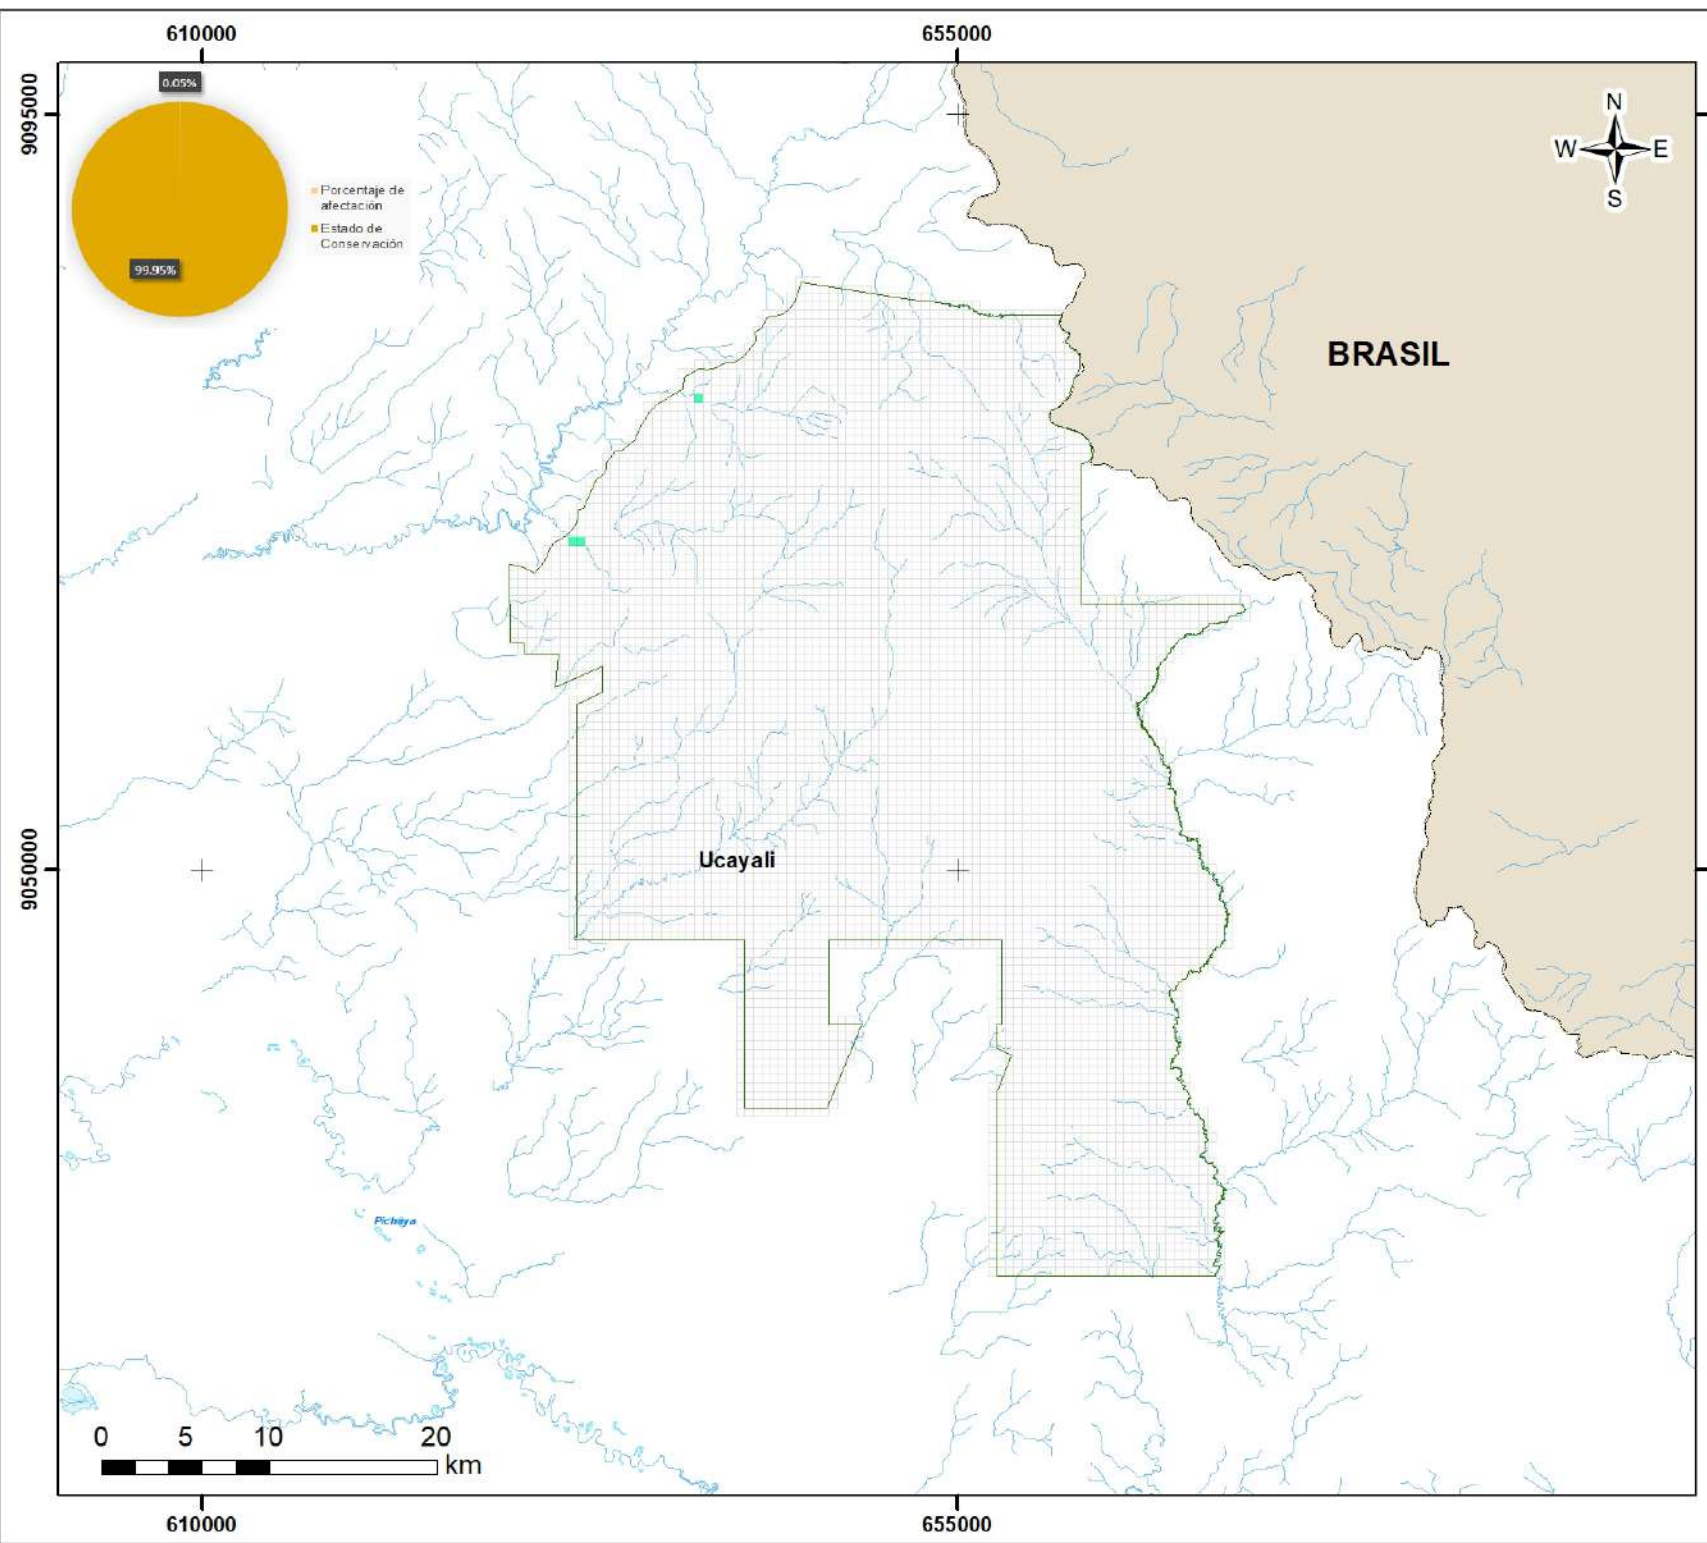 610000
655000
9095000
0.05%
Porcentaje de
afectación
Estado de
Conservación
99.95%
N
W
E
S
BRASIL
Ucayali
9050000
0
5
10
20
km
610000
655000